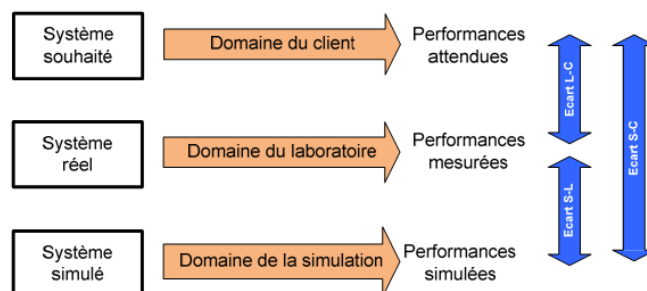 Système
souhaité
Domaine du client
Performances
attendues
Système
réel
Domaine du laboratoire
Performances
mesurées
Système
simulé
Domaine de la simulation
Performances
simulées
Ecart L-C
Ecart S-L
Ecart S-C